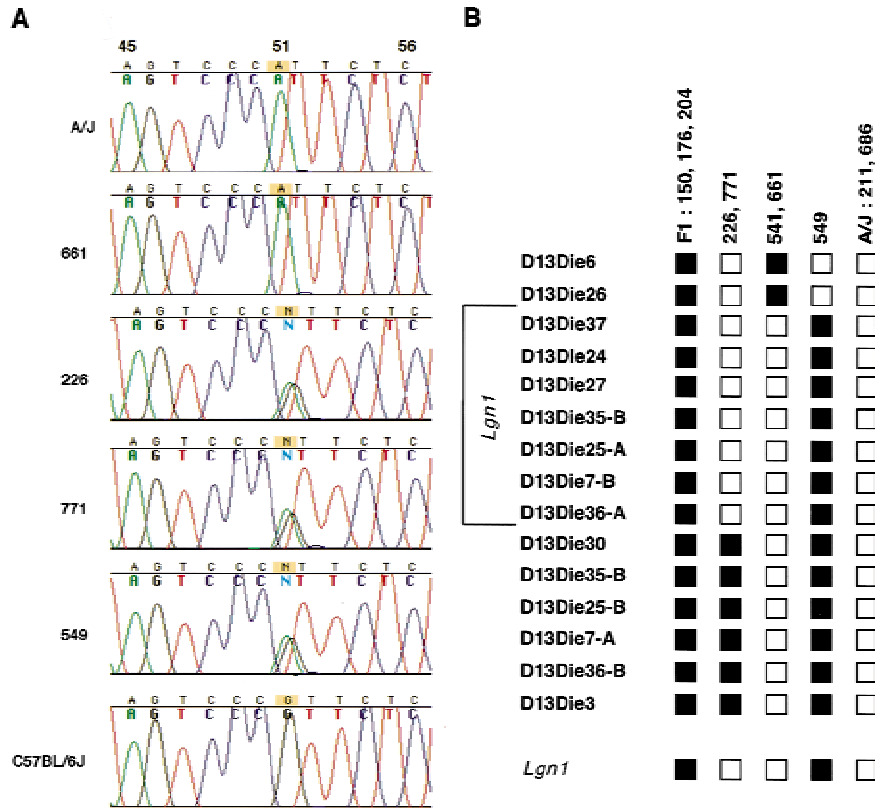 A
45 51 56
A G T C C C A T T C T C
A G T C C C A T T C T C T
A/J
A G T C C C A T T C T C
A G T C C C A T T C T C T
661
A G T C C C N T T C T C
A G T C C C N T T C T C
226
A G T C C C N T T C T C
A G T C C C N T T C T C
771
A G T C C C N T T C T C
A G T C C C N T T C T C
549
A G T C C C G T T C T C
A G T C C C G T T C T C
C57BL/6J
B
F1 : 150, 176, 204
226, 771
541, 661
549
A/J : 211, 686
D13Die6
D13Die26
D13Die37
D13DIe24
D13Die27
D13Die35-B
D13Die25-A
D13Die7-B
D13Die36-A
D13Die30
D13Die35-B
D13Die25-B
D13Die7-A
D13Die36-B
D13Die3
Lgn1
Lgn1